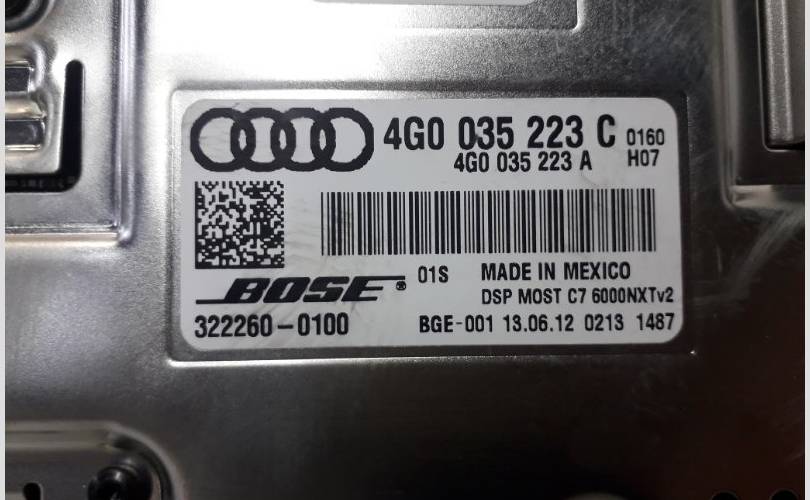 4G0 035 223 C 0160
4G0 035 223 A H07
BOSE® 01S MADE IN MEXICO
DSP MOST C7 6000NXTv2
322260-0100 BGE-001 13.06.12 0213 1487